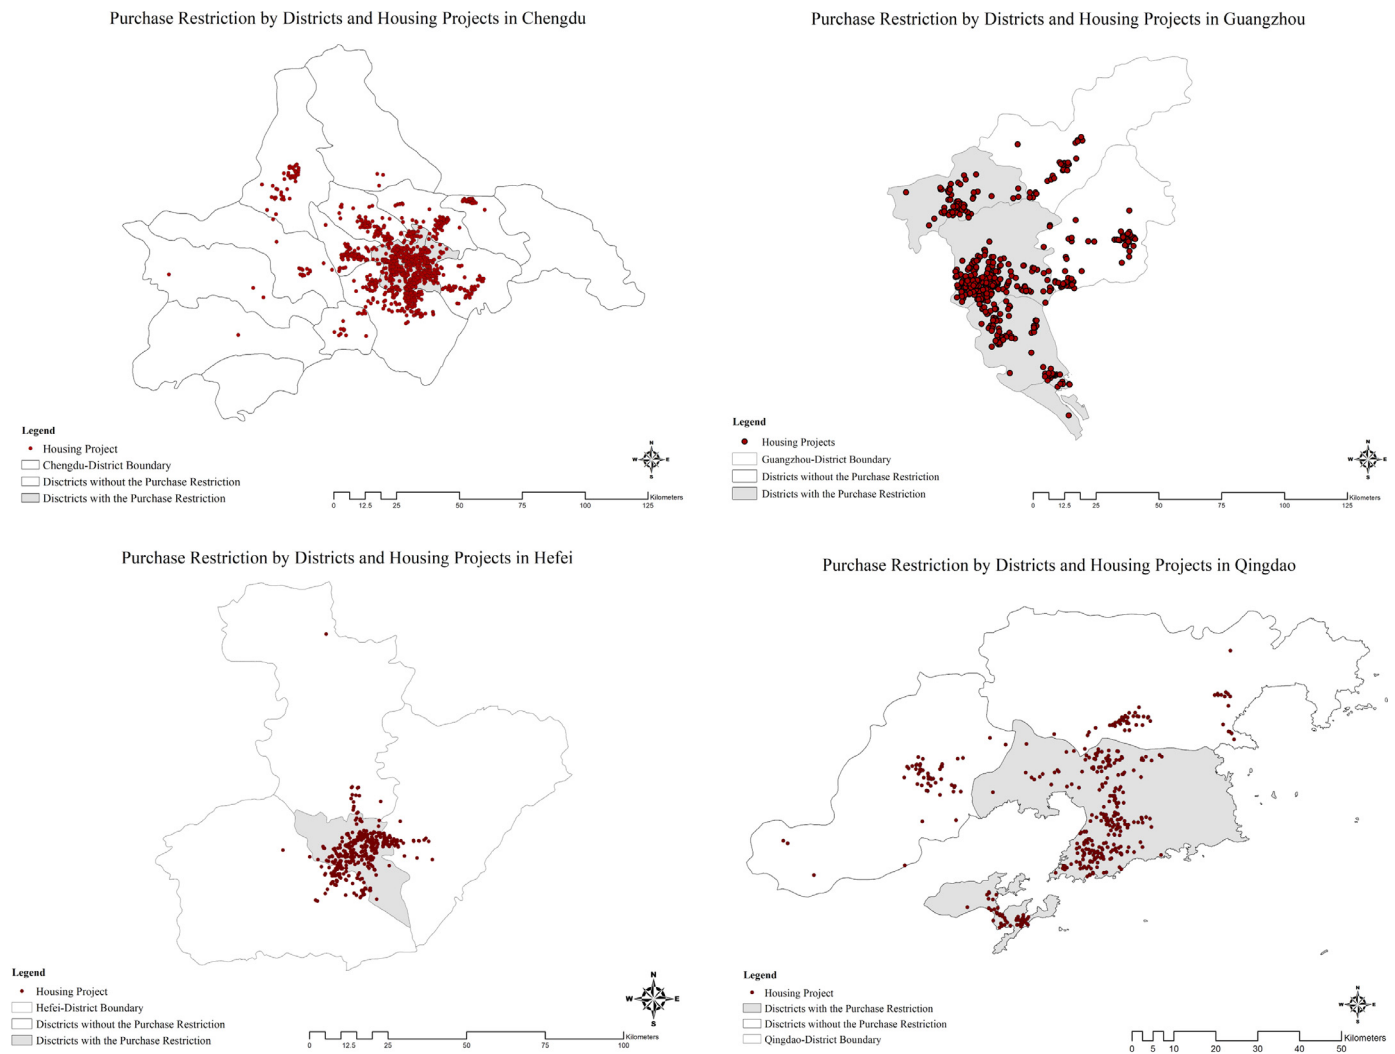 Purchase Restriction by Districts and Housing Projects in Chengdu
Legend
Housing Project
Chengdu-District Boundary
Disctricts without the Purchase Restriction
Disctricts with the Purchase Restriction
N
W E
S
Kilometers
0 12.5 25 50 75 100 125
Purchase Restriction by Districts and Housing Projects in Guangzhou
Legend
Housing Projects
Guangzhou-District Boundary
Districts without Purchase Restriction
Districts with the Purchase Restriction
N
W E
S
Kilometers
0 12.5 25 50 75 100 125
Purchase Restriction by Districts and Housing Projects in Hefei
Legend
Housing Project
Hefei-District Boundary
Disctricts without the Purchase Restriction
Disctricts with the Purchase Restriction
N
W E
S
Kilometers
0 12.5 25 50 75 100
Purchase Restriction by Districts and Housing Projects in Qingdao
Legend
Housing Project
Disctricts with the Purchase Restriction
Disctricts without the Purchase Restriction
Qingdao-District Boundary
N
W E
S
Kilometers
0 5 10 20 30 40 50